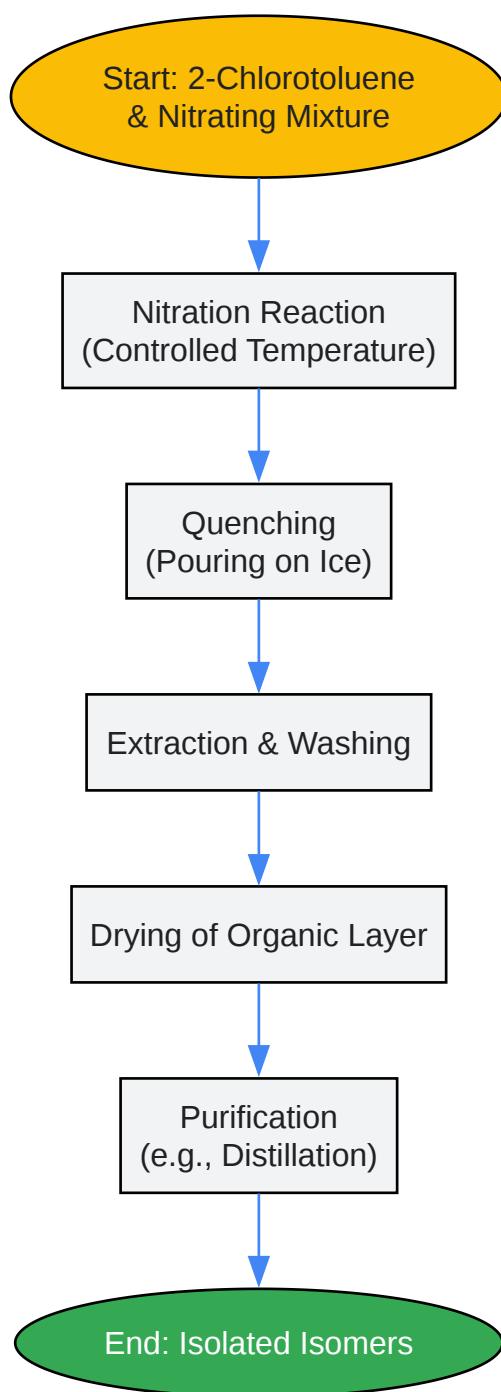 Start: 2-Chlorotoluene
& Nitrating Mixture
Nitration Reaction
(Controlled Temperature)
Quenching
(Pouring on Ice)
Extraction & Washing
Drying of Organic Layer
Purification
(e.g., Distillation)
End: Isolated Isomers